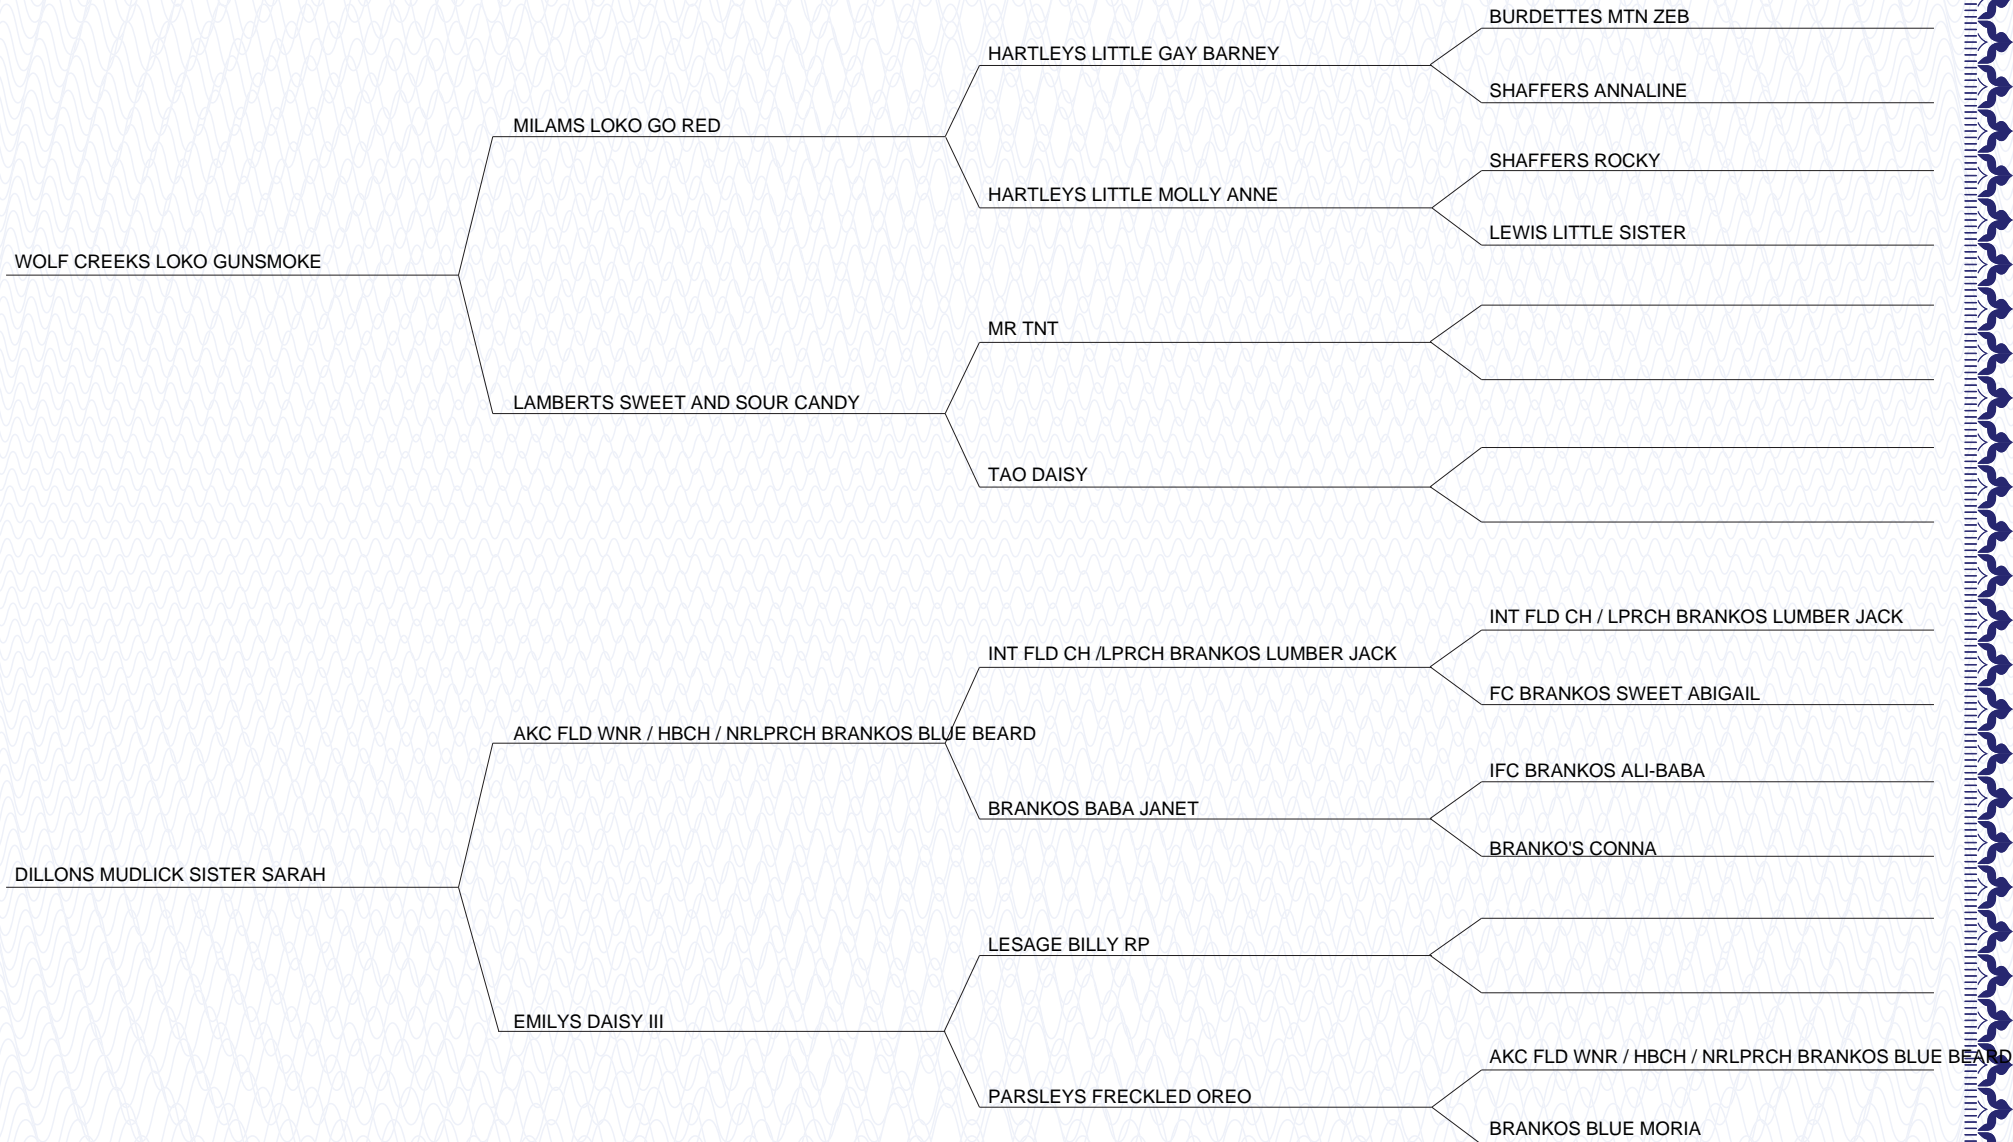 BURDETTES MTN ZEB
HARTLEYS LITTLE GAY BARNEY
SHAFFERS ANNALINE
MILAMS LOKO GO RED
SHAFFERS ROCKY
HARTLEYS LITTLE MOLLY ANNE
LEWIS LITTLE SISTER
WOLF CREEKS LOKO GUNSMOKE
MR TNT
LAMBERTS SWEET AND SOUR CANDY
TAO DAISY
INT FLD CH / LPRCH BRANKOS LUMBER JACK
INT FLD CH /LPRCH BRANKOS LUMBER JACK
FC BRANKOS SWEET ABIGAIL
AKC FLD WNR / HBCH / NRLPRCH BRANKOS BLUE BEARD
IFC BRANKOS ALI-BABA
BRANKOS BABA JANET
BRANKO'S CONNA
DILLONS MUDLICK SISTER SARAH
LESAGE BILLY RP
EMILYS DAISY III
AKC FLD WNR / HBCH / NRLPRCH BRANKOS BLUE BEARD
PARSLEYS FRECKLED OREO
BRANKOS BLUE MORIA